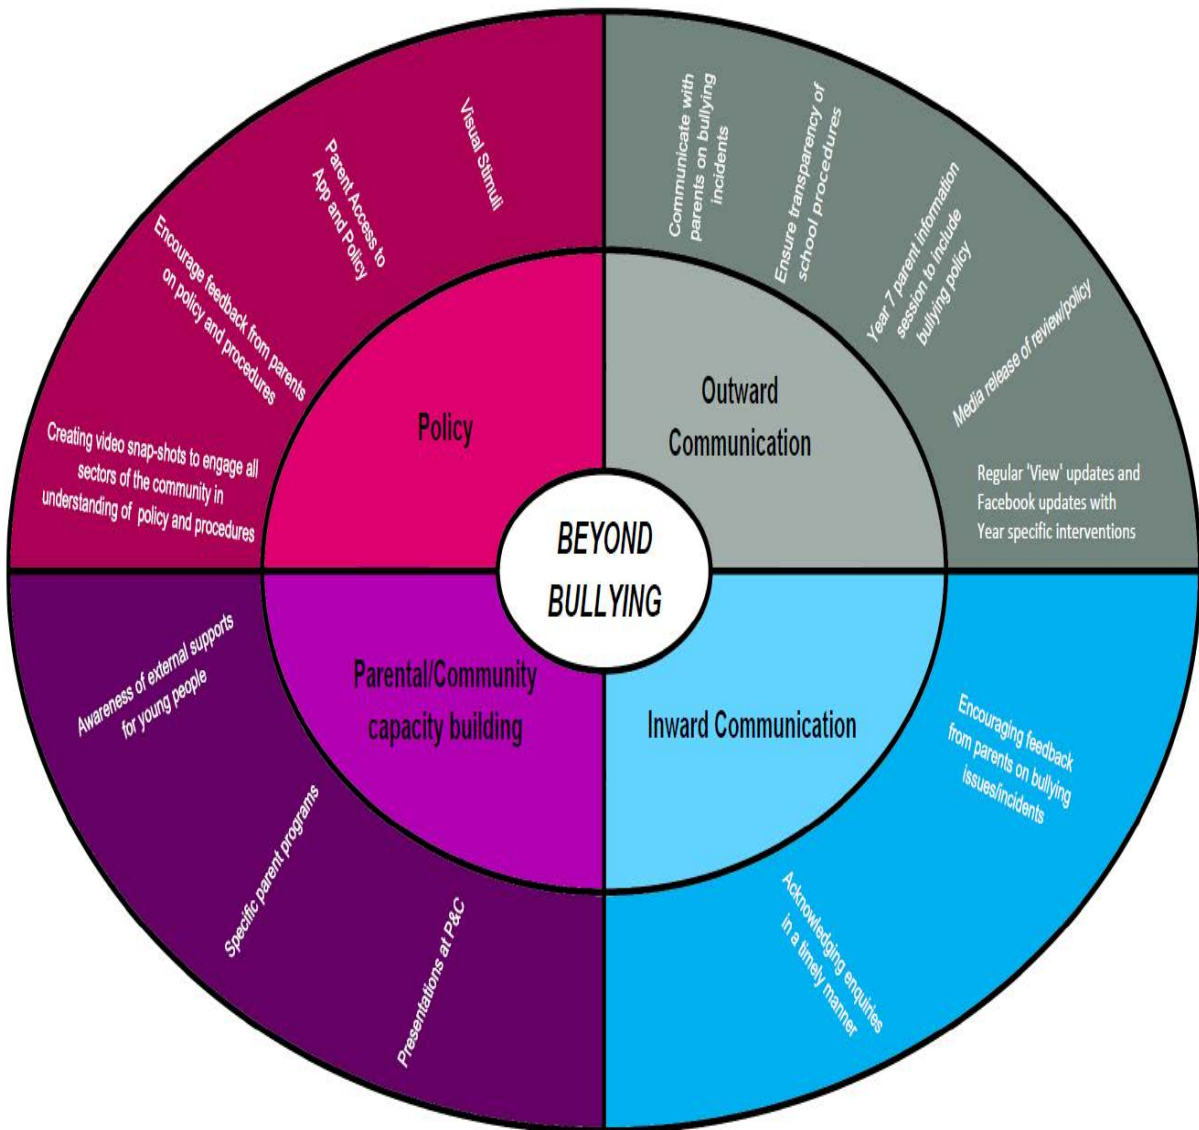 BEYOND
BULLYING
Policy
Creating video snap-shots to engage all
sectors of the community in
understanding of policy and procedures
Encourage feedback from parents
on policy and procedures
Parent Access to
App and Policy
Visual Stimuli
Outward
Communication
Communicate with
parents on bullying
incidents
Ensure transparency of
school procedures
Year 7 parent information
session to include
bullying policy
Media release of review/policy
Regular 'View' updates and
Facebook updates with
Year specific interventions
Inward Communication
Encouraging feedback
from parents on bullying
issues/incidents
Acknowledging enquiries
in a timely manner
Parental/Community
capacity building
Presentations at P&C
Specific parent programs
Awareness of external supports
for young people